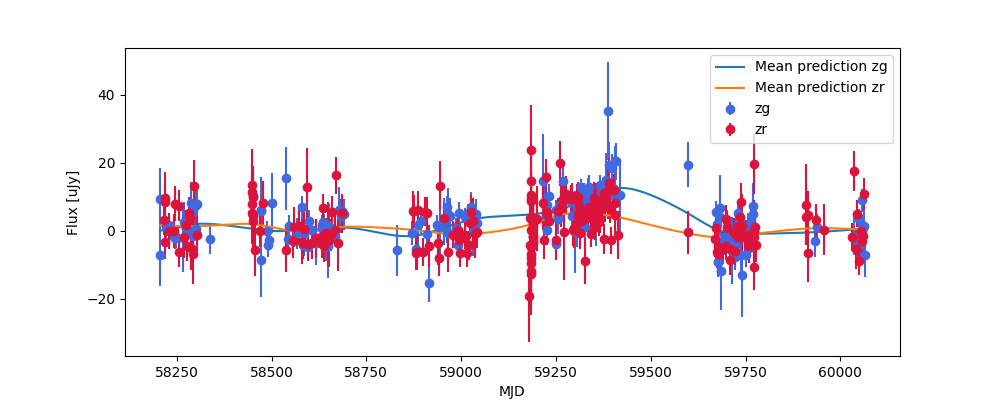 Mean prediction zg
Mean prediction zr
zg
zr
40
20
0
−20
Flux [uJy]
58250
58500
58750
59000
59250
59500
59750
60000
MJD